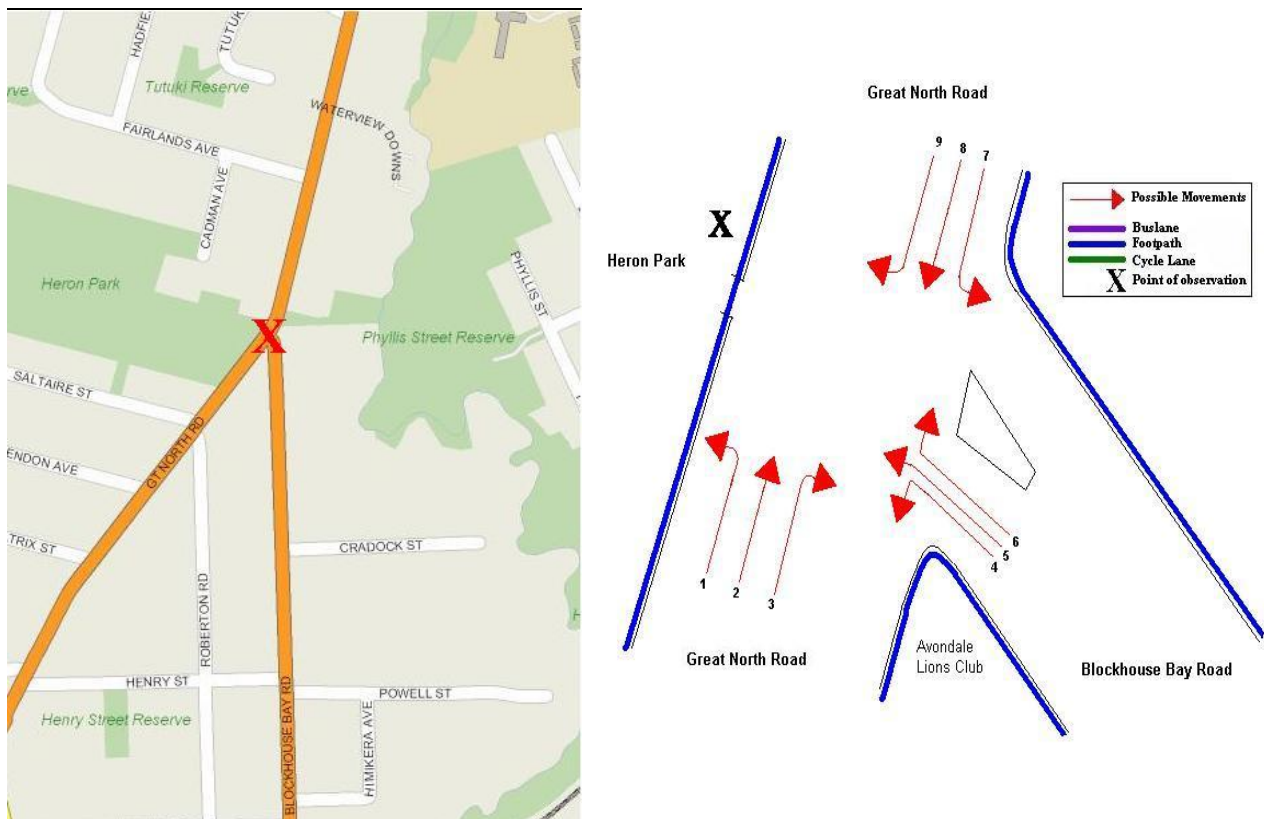 HADFIE
TUTUK
Tutuki Reserve
rve
WATERVIEW DOWNS
FAIRLANDS AVE
CADMAN AVE
Heron Park
PHYLLIS ST
Phyllis Street Reserve
X
SALTAIRE ST
GT NORTH RD
ENDON AVE
TRIX ST
CRADOCK ST
ROBERTON RD
HENRY ST
POWELL ST
Henry Street Reserve
BLOCKHOUSE BAY RD
HIMIKERA AVE
H
Great North Road
9 8 7
X
Heron Park
Possible Movements
Buslane
Footpath
Cycle Lane
X Point of observation
1 2 3
4 5 6
Great North Road
Avondale
Lions Club
Blockhouse Bay Road